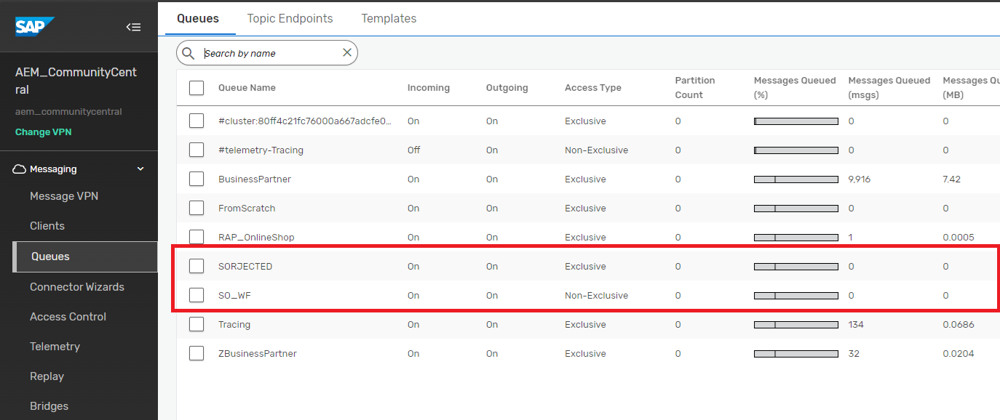 SAP
AEM_CommunityCent
ral
aem_communitycentral
Change VPN
Messaging
Message VPN
Clients
Queues
Connector Wizards
Access Control
Telemetry
Replay
Bridges
Queues Topic Endpoints Templates
Search by name
Queue Name Incoming Outgoing Access Type Partition Count Messages Queued (%) Messages Queued (msgs) Messages Qu (MB)
#cluster:80ff4c21fc76000a667adcfe0... On On Exclusive 0 0 0
#telemetry-Tracing Off On Non-Exclusive 0 0 0
BusinessPartner On On Exclusive 0 9,916 7.42
FromScratch On On Exclusive 0 0 0
RAP_OnlineShop On On Exclusive 0 1 0.0005
SORJECTED On On Exclusive 0 0 0
SO_WF On On Non-Exclusive 0 0 0
Tracing On On Exclusive 0 134 0.0686
ZBusinessPartner On On Exclusive 0 32 0.0204